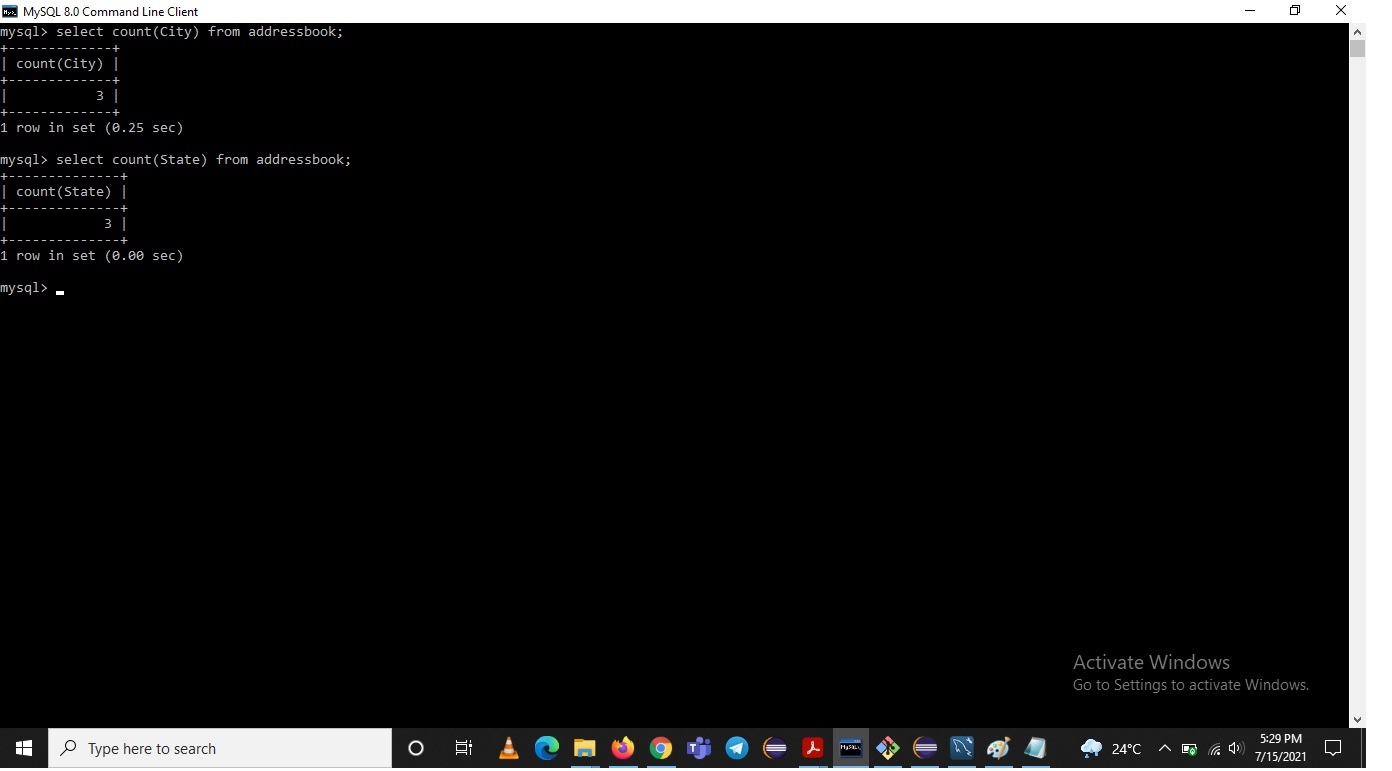 MySQL 8.0 Command Line Client
mysql> select count(City) from addressbook;
+-------------+
| count(City) |
+-------------+
|           3 |
+-------------+
1 row in set (0.25 sec)
mysql> select count(State) from addressbook;
+--------------+
| count(State) |
+--------------+
|            3 |
+--------------+
1 row in set (0.00 sec)
mysql>
Activate Windows
Go to Settings to activate Windows.
Type here to search
24°C
5:29 PM
7/15/2021